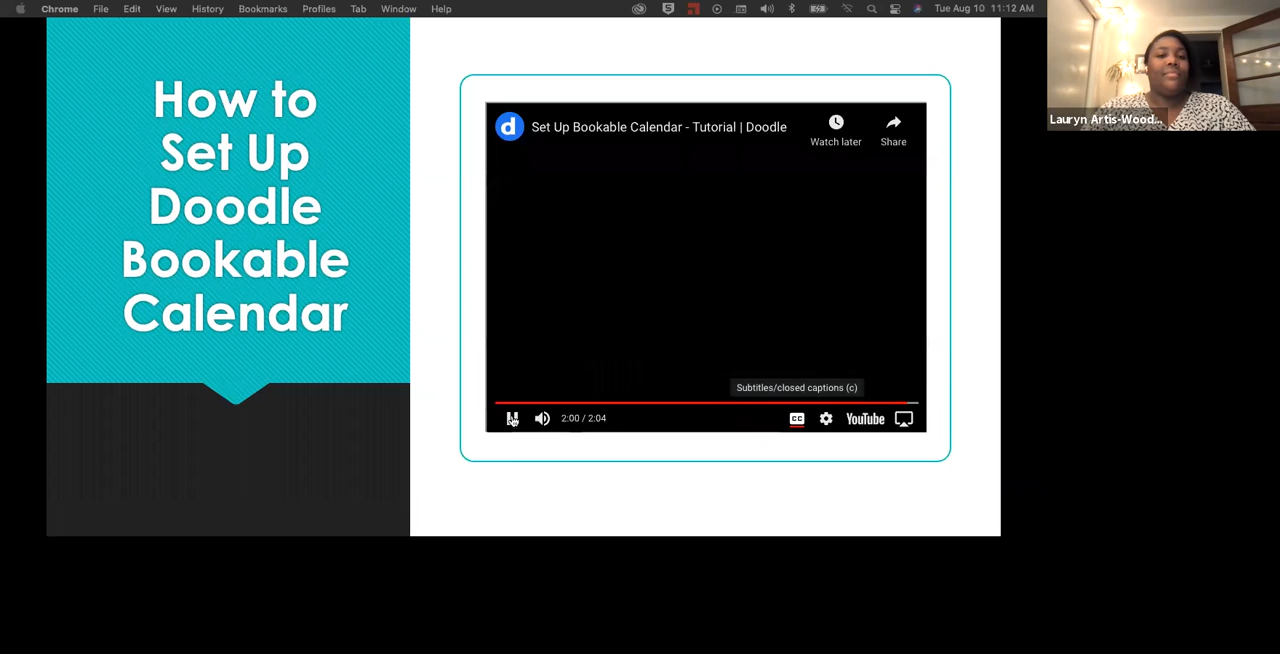 Chrome File Edit View History Bookmarks Profiles Tab Window Help
Tue Aug 10 11:12 AM
Lauryn Artis-Wood...
How to
Set Up
Doodle
Bookable
Calendar
d
Set Up Bookable Calendar - Tutorial | Doodle
Watch later
Share
Subtitles/closed captions (c)
2:00 / 2:04
CC
YouTube